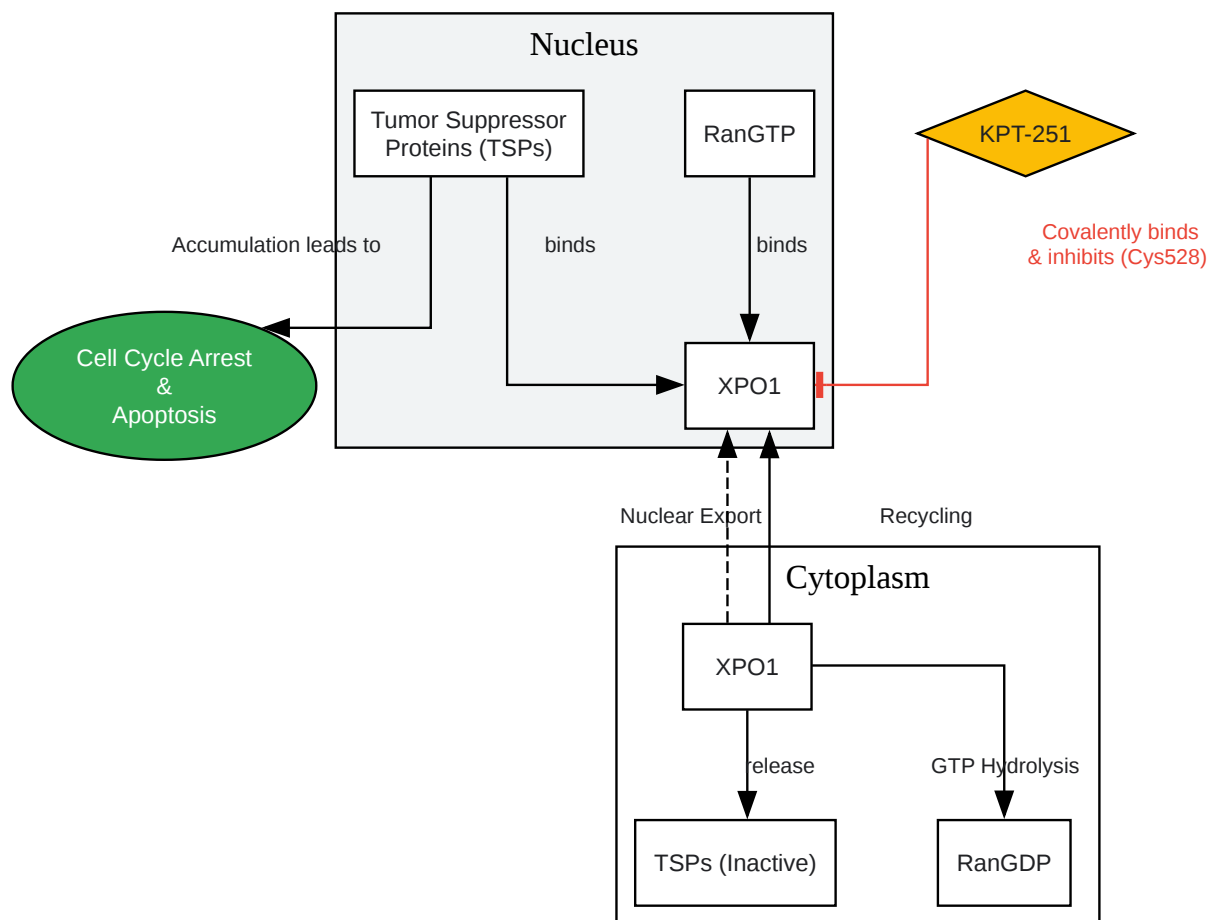 Nucleus
Tumor Suppressor
Proteins (TSPs)
RanGTP
KPT-251
Accumulation leads to
binds
binds
Covalently binds
& inhibits (Cys528)
Cell Cycle Arrest
&
Apoptosis
XPO1
Nuclear Export
Recycling
Cytoplasm
XPO1
release
GTP Hydrolysis
TSPs (Inactive)
RanGDP